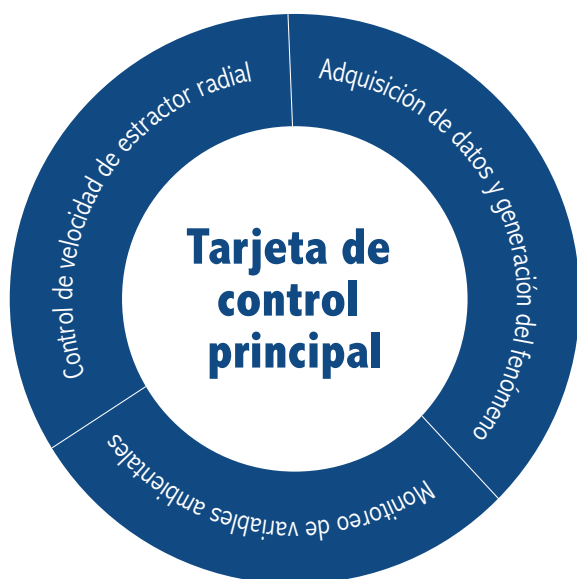 Control de velocidad de estractor radial
Adquisición de datos y generación del fenómeno
Tarjeta de
control
principal
Monitoreo de variables ambientales